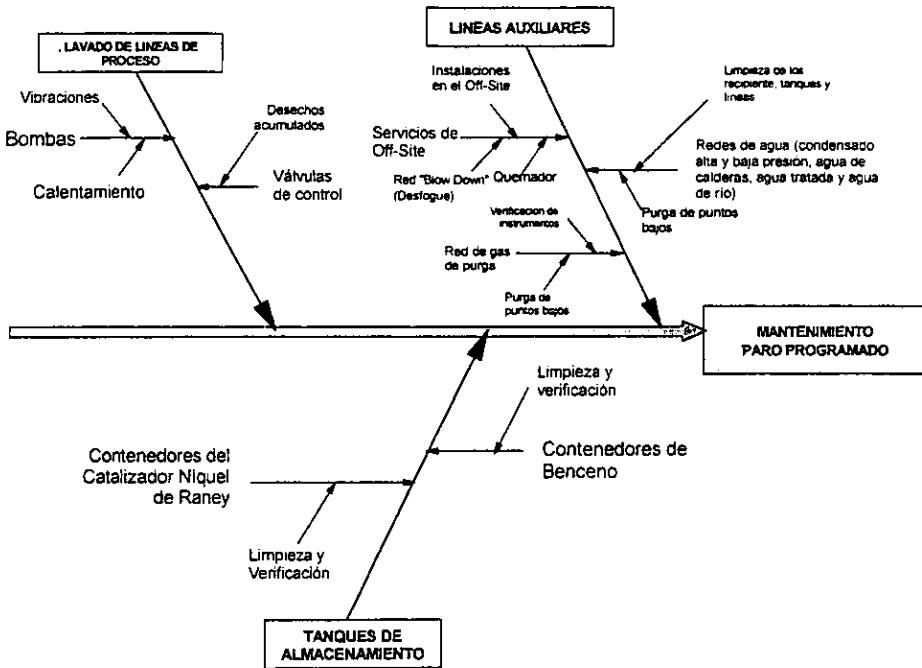 . LAVADO DE LINEAS DE
PROCESO
LINEAS AUXILIARES
Vibraciones
Bombas
Calentamiento
Desechos
acumulados
Válvulas
de control
Instalaciones
en el Off-Site
Servicios de
Off-Site
Red "Blow Down"
(Desfogue)
Quemador
Limpieza de los
recipiente, tanques y
lineas
Redes de agua (condensado
alta y baja presión, agua de
calderas, agua tratada y agua
de río)
Purga de puntos
bajos
Verificacion de
instrumentos
Red de gas
de purga
Purga de
puntos bajos
MANTENIMIENTO
PARO PROGRAMADO
Limpieza y
verificación
Contenedores de
Benceno
Contenedores del
Catalizador Niquel
de Raney
Limpieza y
Verificación
TANQUES DE
ALMACENAMIENTO